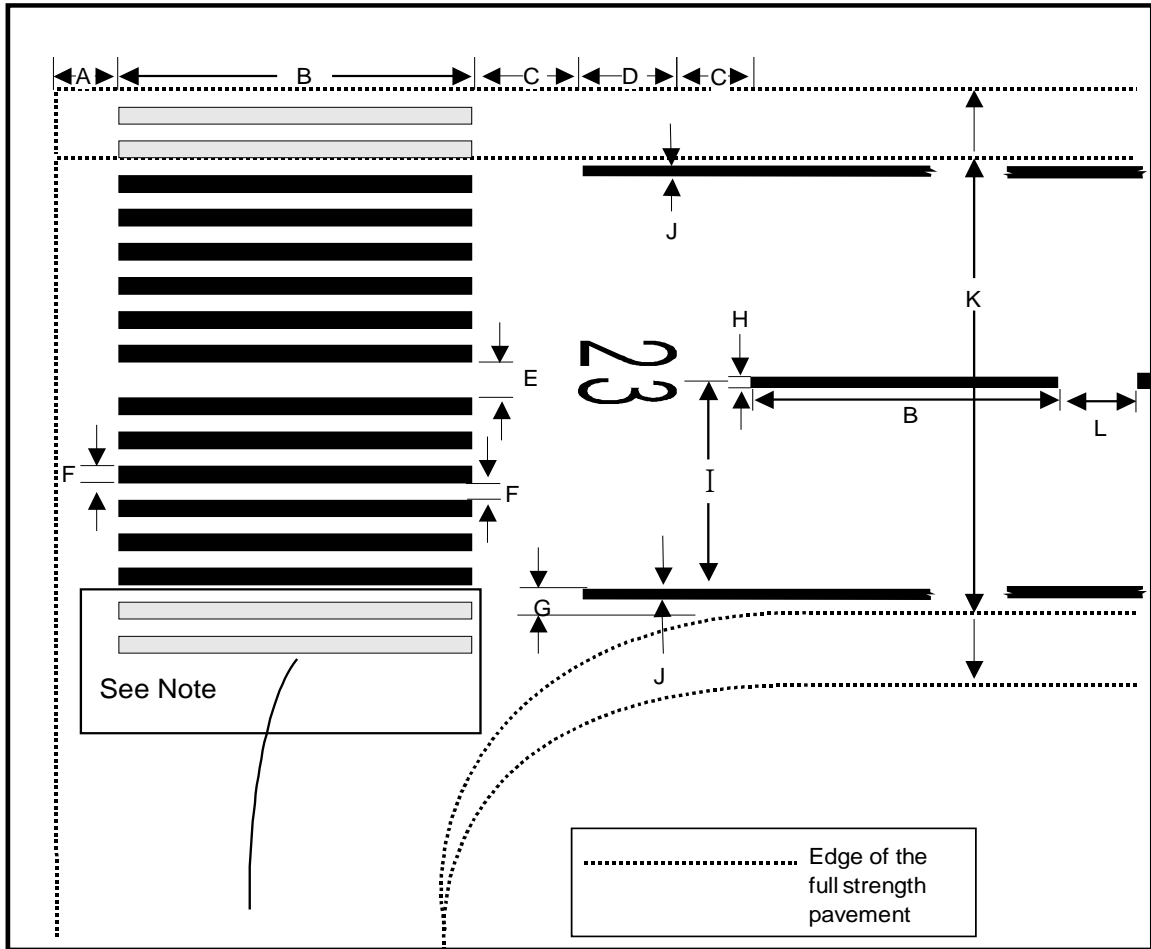 A B C D C
J
K
H
E
23
B
L
F
F
I
G
J
See Note
Edge of the
full strength
pavement